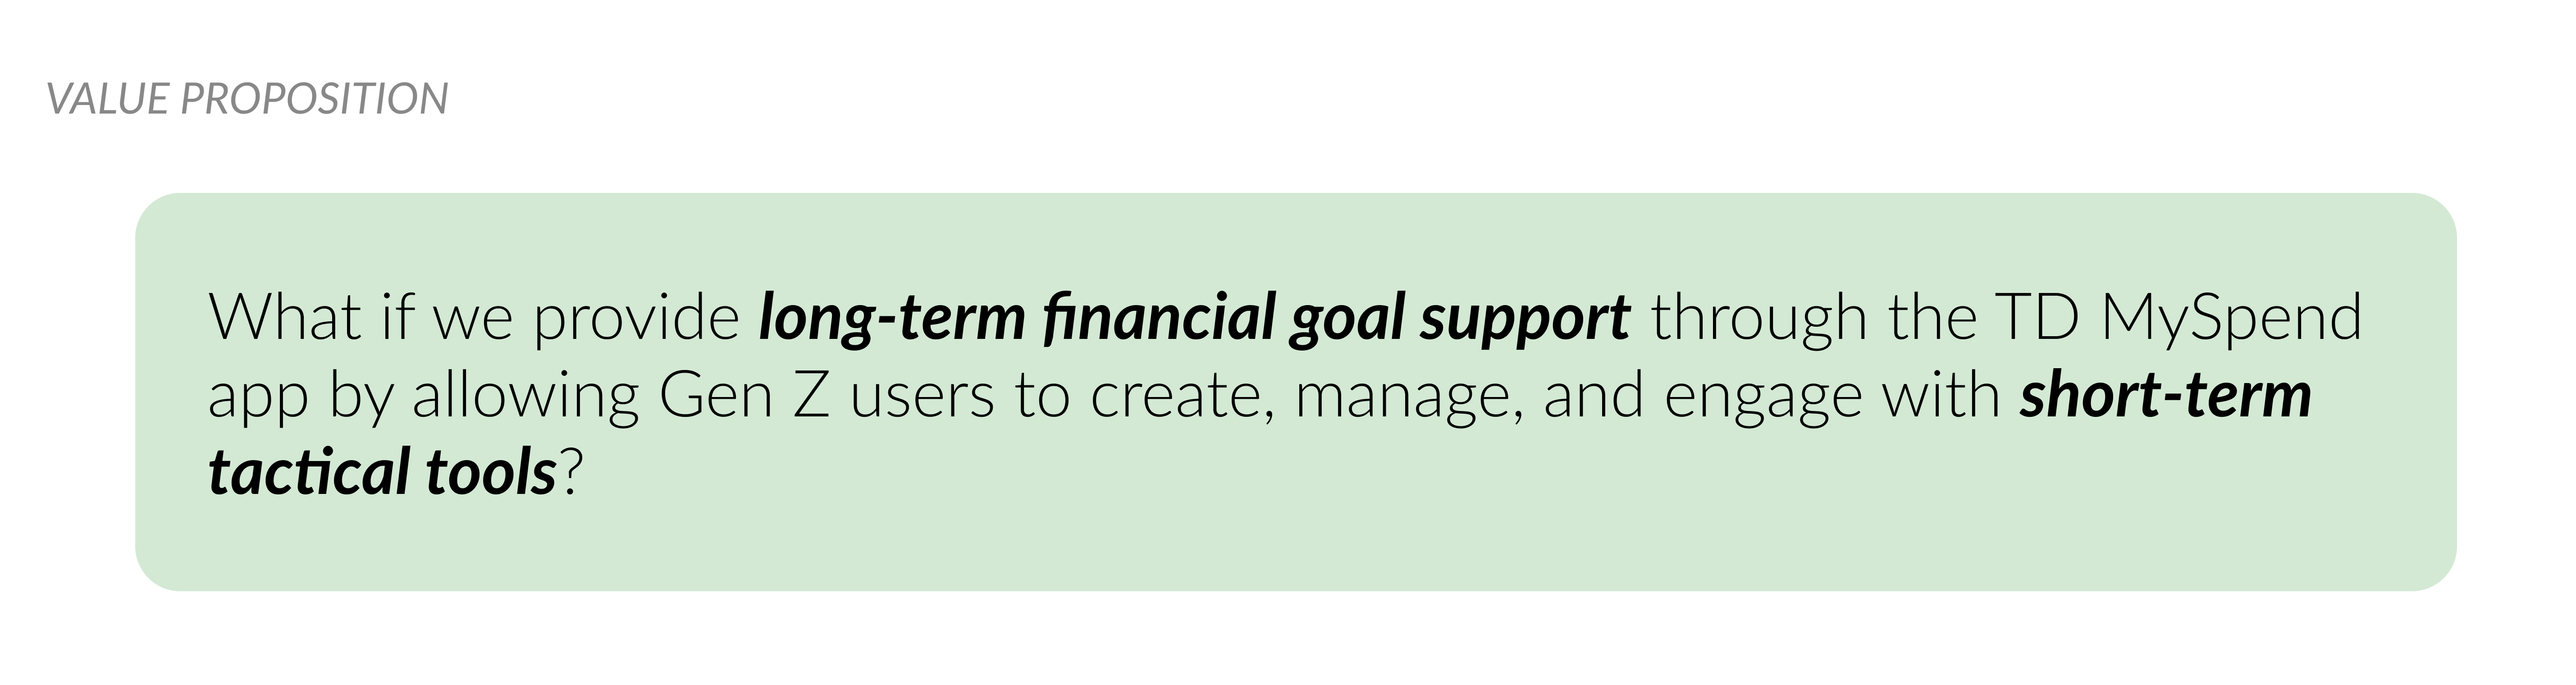 VALUE PROPOSITION
What if we provide long-term financial goal support through the TD MySpend
app by allowing Gen Z users to create, manage, and engage with short-term
tactical tools?